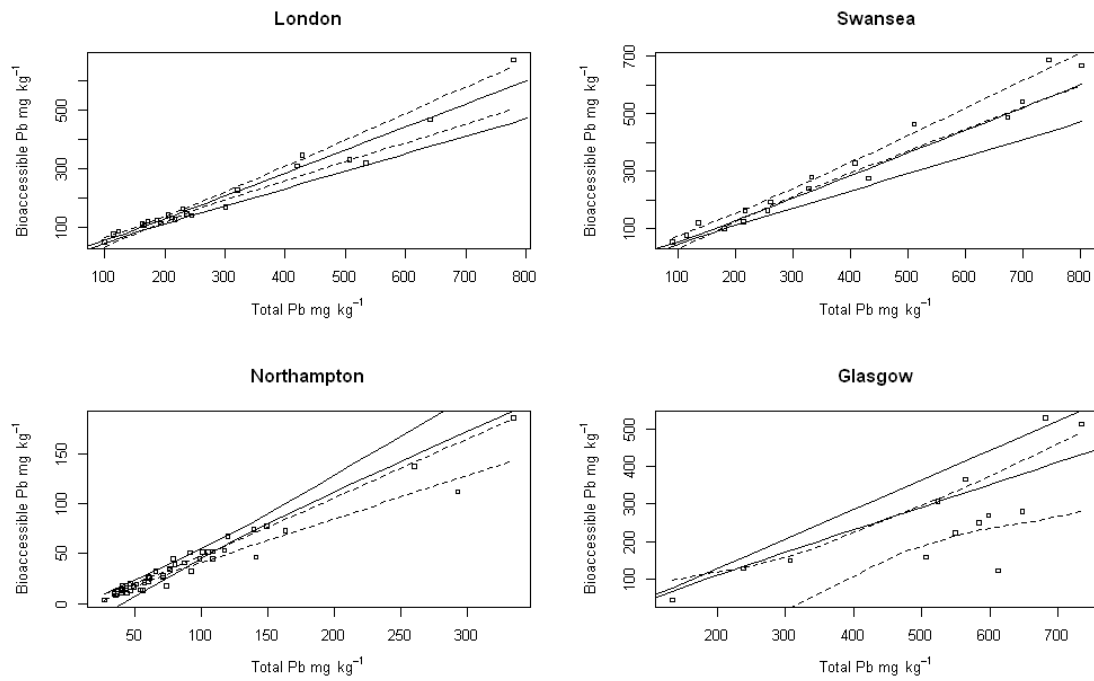 London
Bioaccessible Pb mg kg⁻¹
100 300 500
100 200 300 400 500 600 700 800
Total Pb mg kg⁻¹
Swansea
Bioaccessible Pb mg kg⁻¹
100 300 500 700
100 200 300 400 500 600 700 800
Total Pb mg kg⁻¹
Northampton
Bioaccessible Pb mg kg⁻¹
0 50 100 150
50 100 150 200 250 300
Total Pb mg kg⁻¹
Glasgow
Bioaccessible Pb mg kg⁻¹
100 200 300 400 500
200 300 400 500 600 700
Total Pb mg kg⁻¹